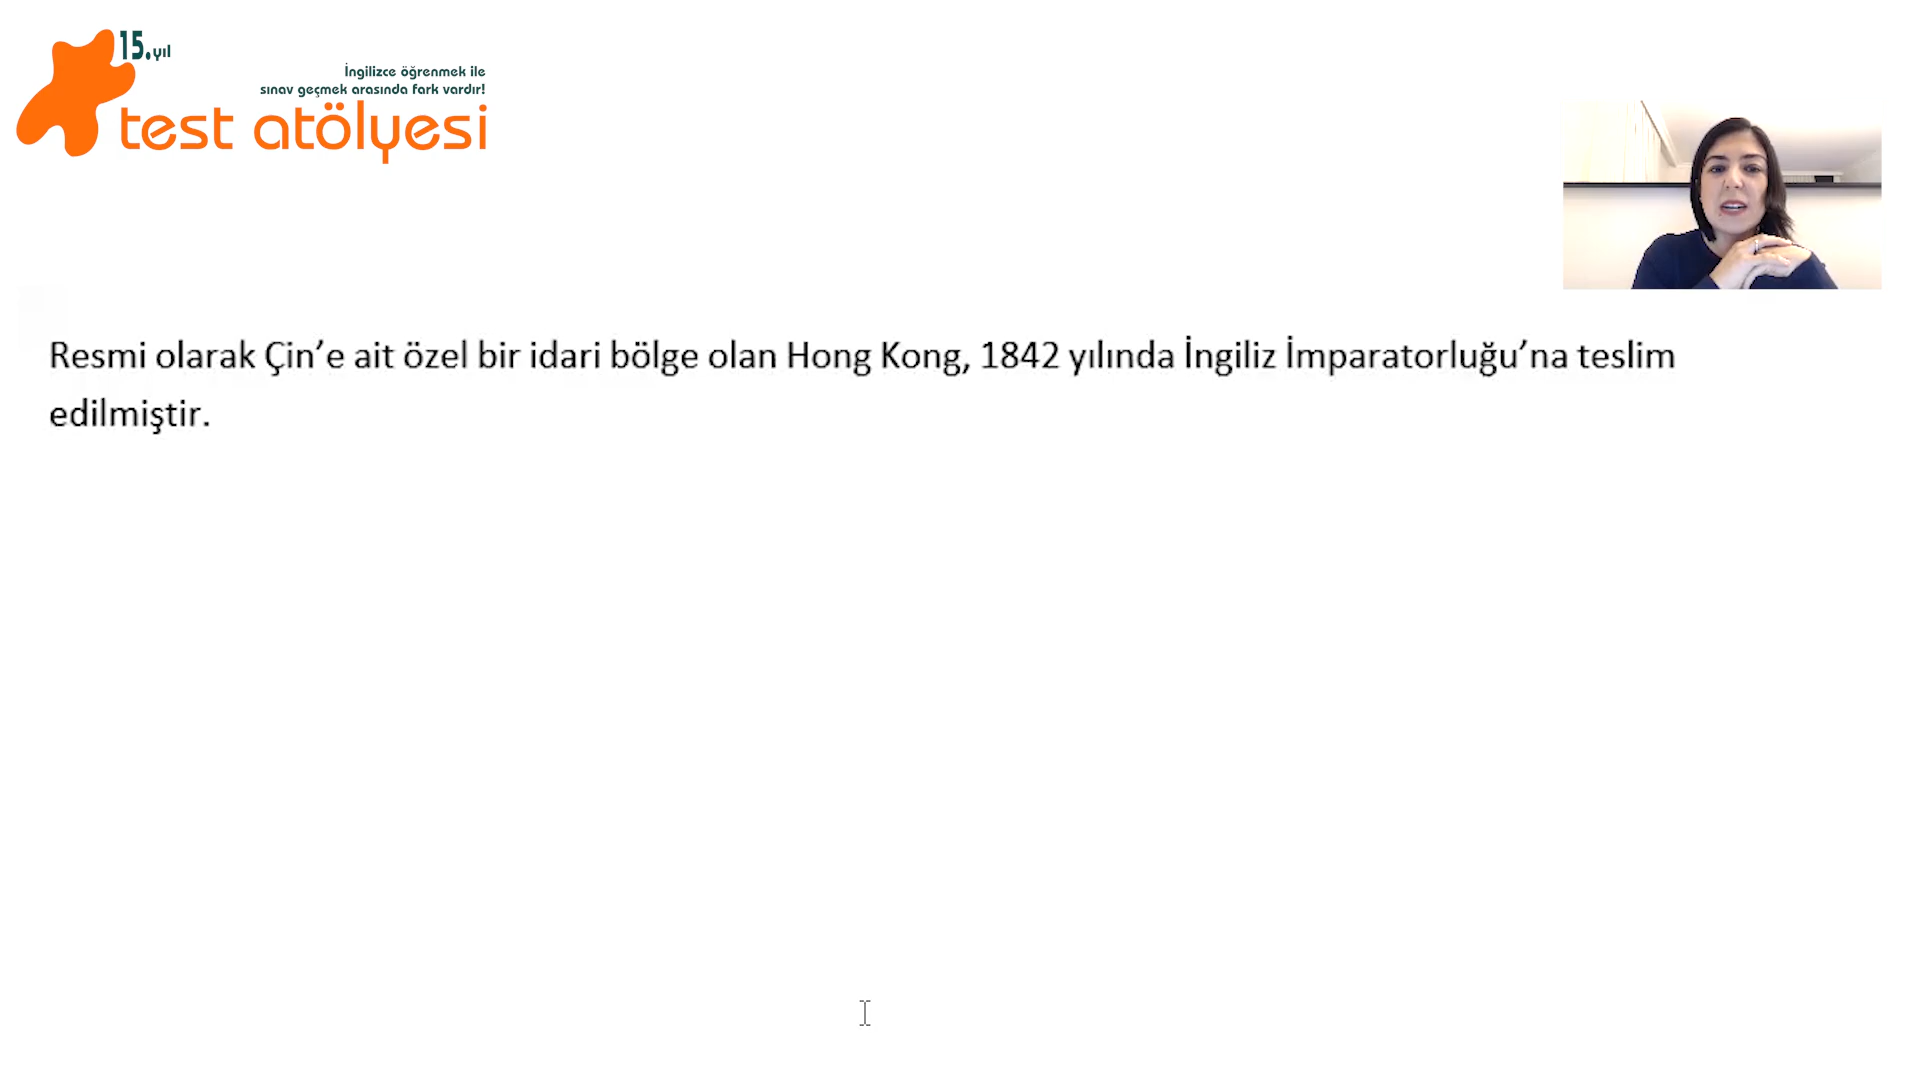 15.yıl
İngilizce öğrenmek ile
sınav geçmek arasında fark vardır!
test atölyesi
Resmi olarak Çin’e ait özel bir idari bölge olan Hong Kong, 1842 yılında İngiliz İmparatorluğu’na teslim
edilmiştir.